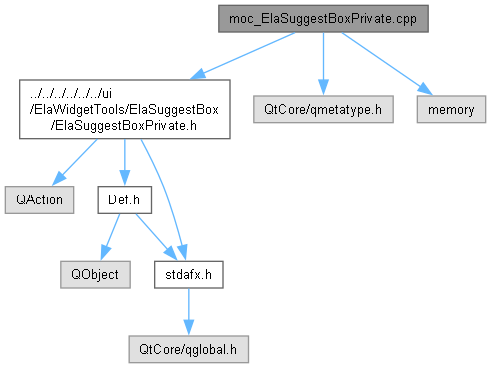 moc_ElaSuggestBoxPrivate.cpp
../../../../../../ui
/ElaWidgetTools/ElaSuggestBox
/ElaSuggestBoxPrivate.h
QtCore/qmetatype.h
memory
QAction
Def.h
QObject
stdafx.h
QtCore/qglobal.h